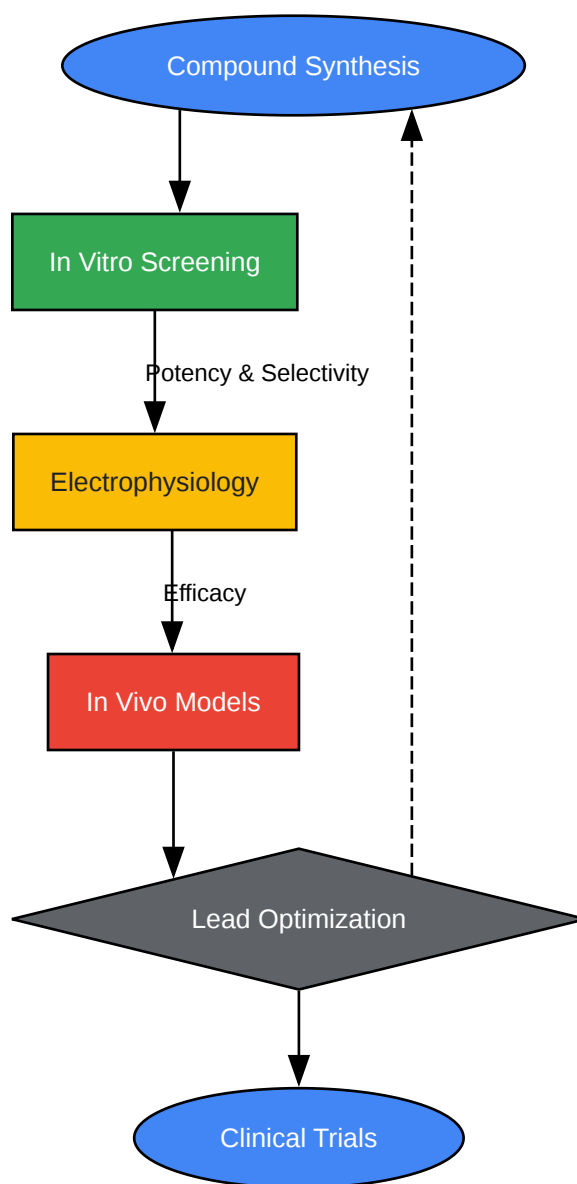 Compound Synthesis
In Vitro Screening
Potency & Selectivity
Electrophysiology
Efficacy
In Vivo Models
Lead Optimization
Clinical Trials